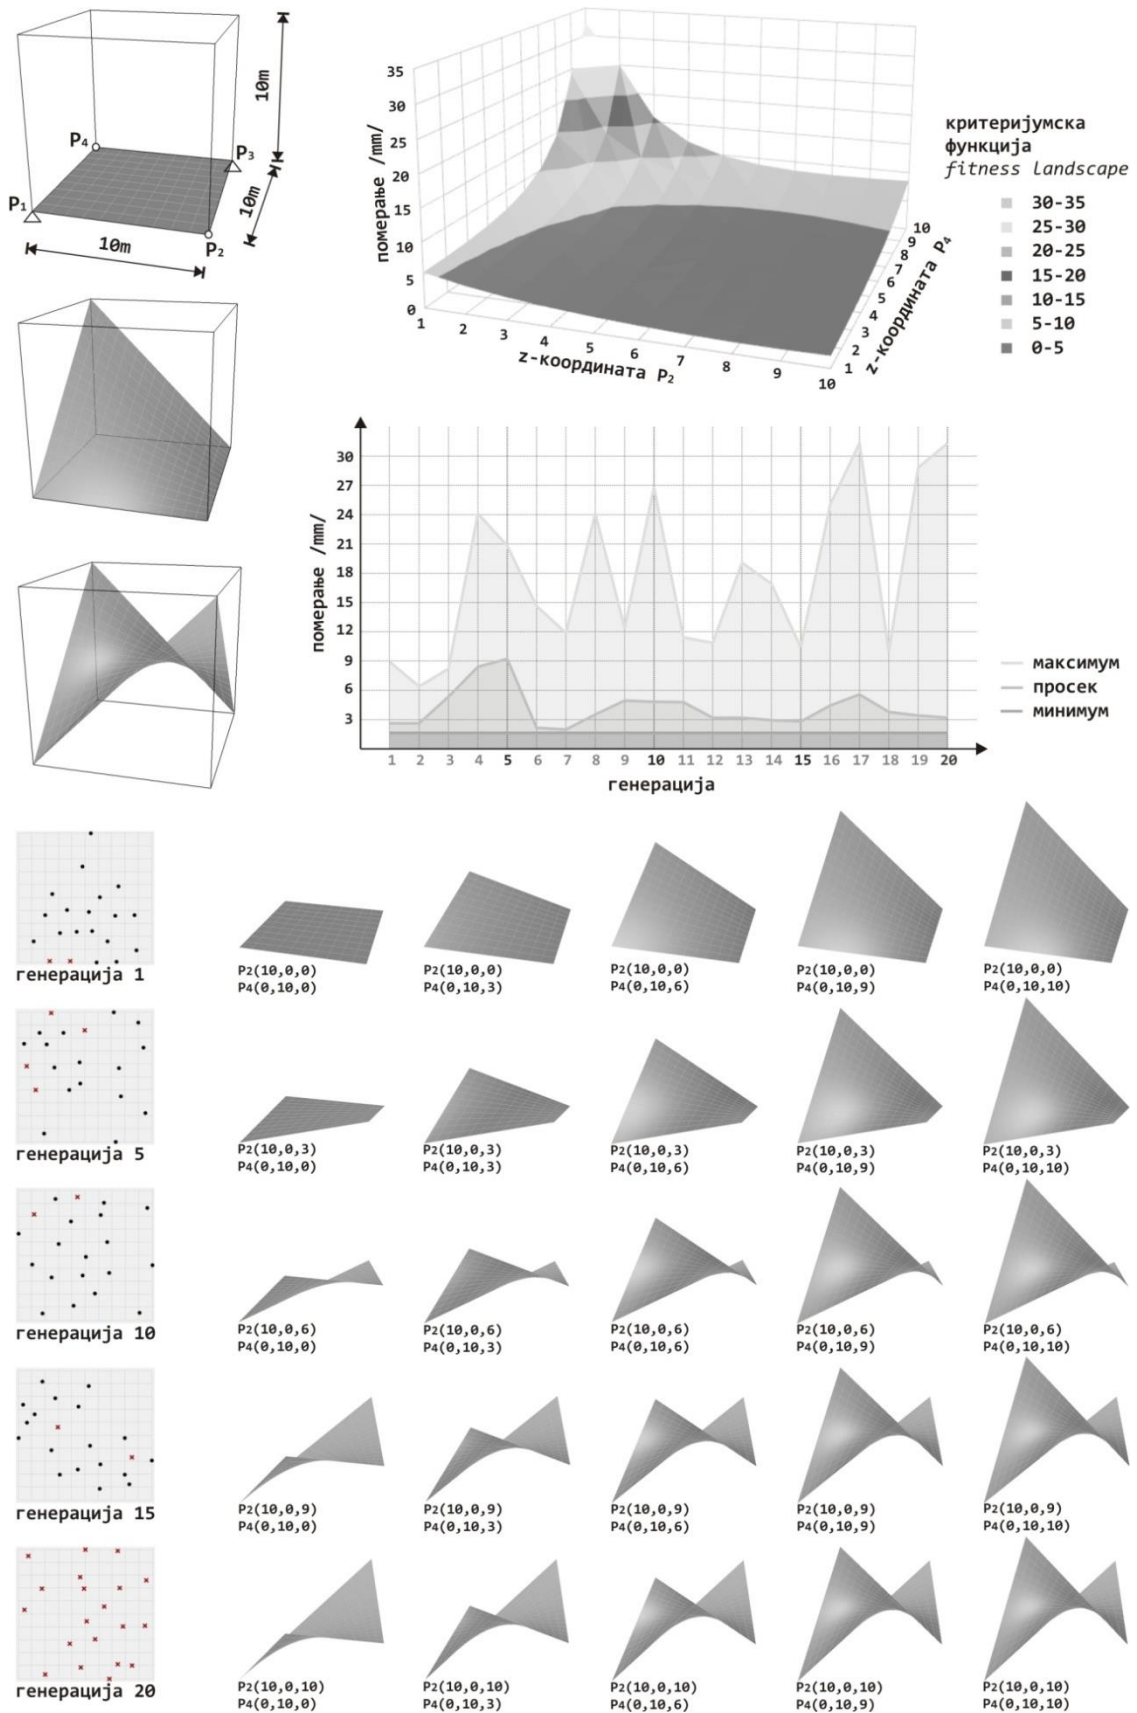 10m
P4
P3
P1
10m
P2
10m
35
30
25
20
15
10
5
0
померање /mm/
1
2
3
4
5
6
7
8
9
10
z-координата P2
1
2
3
4
5
6
7
8
9
10
z-координата P4
критеријумска
функција
fitness landscape
30-35
25-30
20-25
15-20
10-15
5-10
0-5
30
27
24
21
18
15
12
9
6
3
померање /mm/
1 2 3 4 5 6 7 8 9 10 11 12 13 14 15 16 17 18 19 20
генерација
максимум
просек
минимум
генерација 1
P2(10,0,0)
P4(0,10,0)
P2(10,0,0)
P4(0,10,3)
P2(10,0,0)
P4(0,10,6)
P2(10,0,0)
P4(0,10,9)
P2(10,0,0)
P4(0,10,10)
генерација 5
P2(10,0,3)
P4(0,10,0)
P2(10,0,3)
P4(0,10,3)
P2(10,0,3)
P4(0,10,6)
P2(10,0,3)
P4(0,10,9)
P2(10,0,3)
P4(0,10,10)
генерација 10
P2(10,0,6)
P4(0,10,0)
P2(10,0,6)
P4(0,10,3)
P2(10,0,6)
P4(0,10,6)
P2(10,0,6)
P4(0,10,9)
P2(10,0,6)
P4(0,10,10)
генерација 15
P2(10,0,9)
P4(0,10,0)
P2(10,0,9)
P4(0,10,3)
P2(10,0,9)
P4(0,10,6)
P2(10,0,9)
P4(0,10,9)
P2(10,0,9)
P4(0,10,10)
генерација 20
P2(10,0,10)
P4(0,10,0)
P2(10,0,10)
P4(0,10,3)
P2(10,0,10)
P4(0,10,6)
P2(10,0,10)
P4(0,10,9)
P2(10,0,10)
P4(0,10,10)